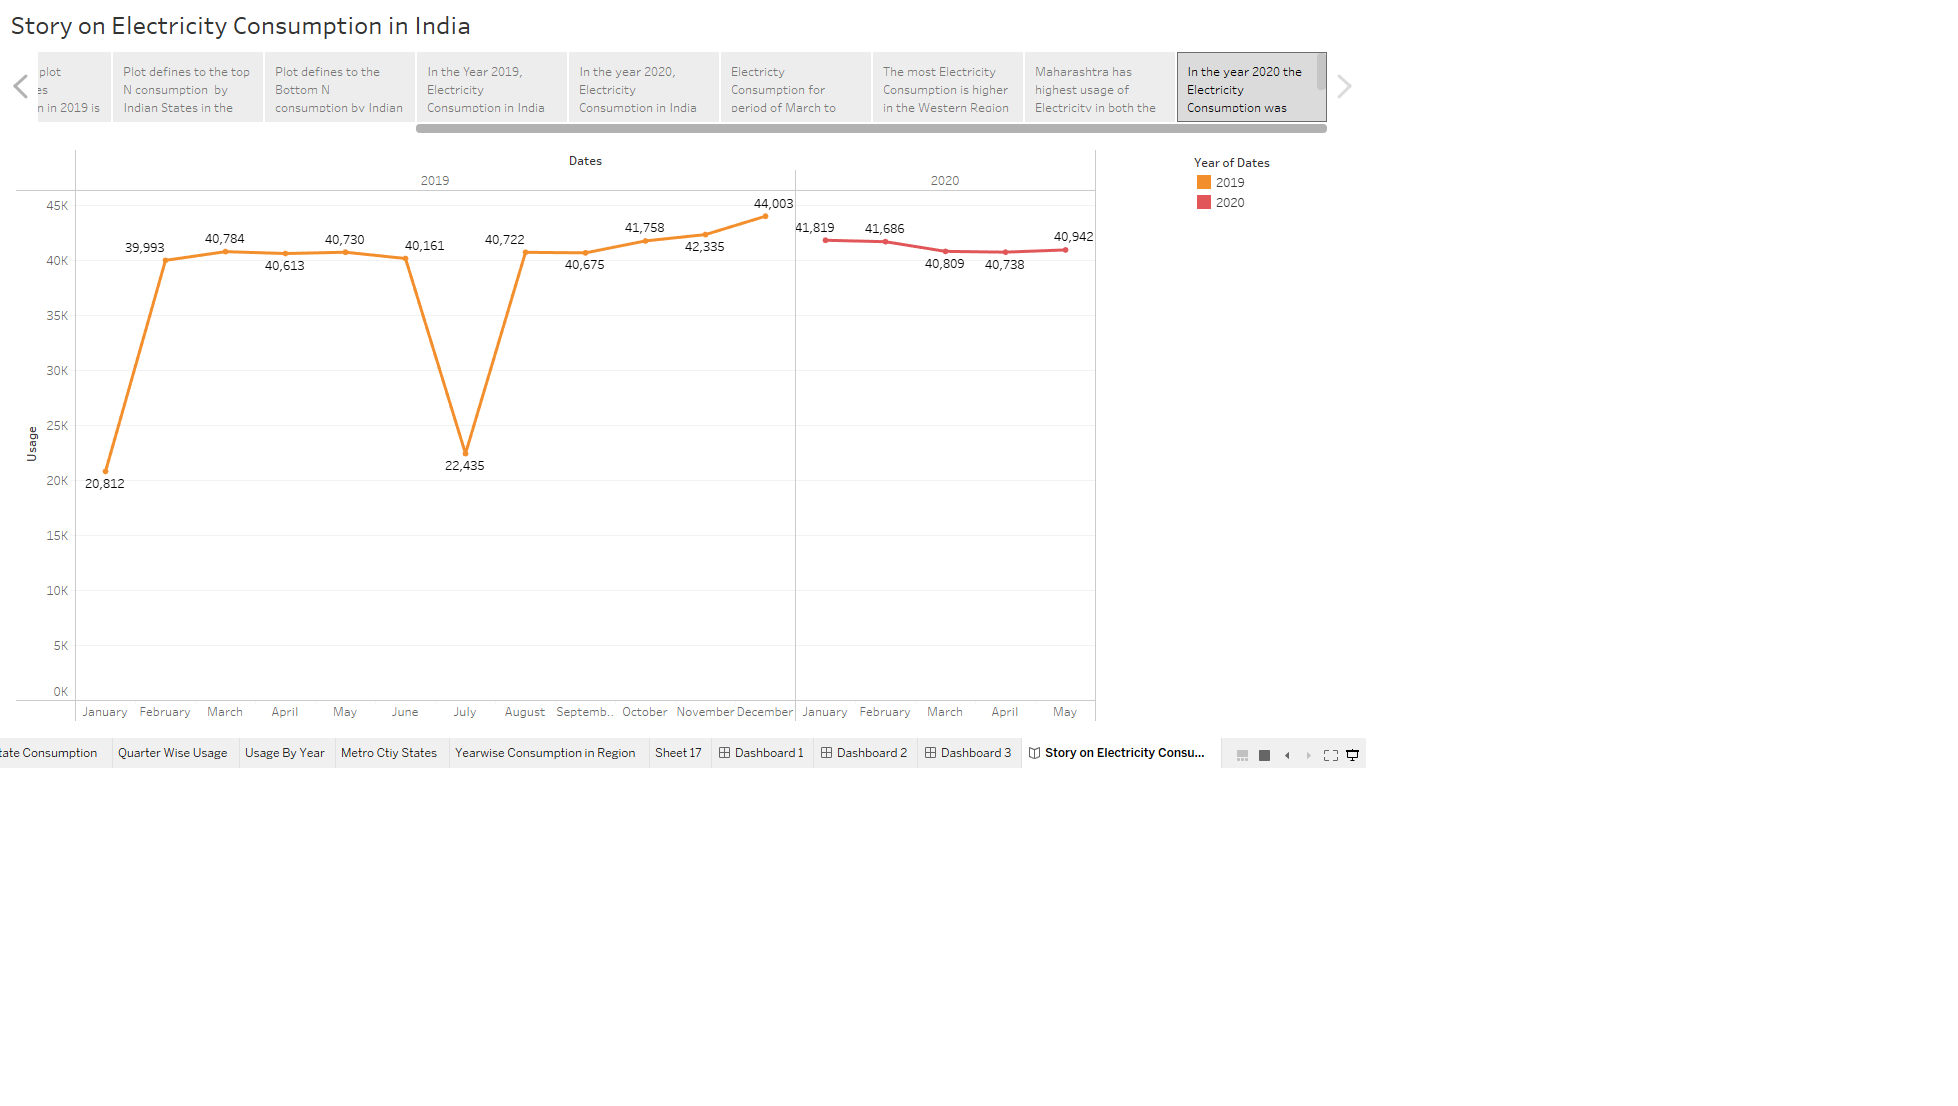 Story on Electricity Consumption in India
plot
es
n in 2019 is
Plot defines to the top
N consumption by
Indian States in the
Plot defines to the
Bottom N
consumption by Indian
In the Year 2019,
Electricity
Consumption in India
In the year 2020,
Electricity
Consumption in India
Electricty
Consumption for
period of March to
The most Electricity
Consumption is higher
in the Western Region
Maharashtra has
highest usage of
Electricity in both the
In the year 2020 the
Electricity
Consumption was
Dates
2019 2020
Year of Dates
2019
2020
Usage
45K
40K
35K
30K
25K
20K
15K
10K
5K
0K
20,812
39,993
40,784
40,613
40,730
40,161
22,435
40,722
40,675
41,758
42,335
44,003
41,819
41,686
40,809
40,738
40,942
January February March April May June July August Septemb.. October November December January February March April May
tate Consumption Quarter Wise Usage Usage By Year Metro Ctiy States Yearwise Consumption in Region Sheet 17 Dashboard 1 Dashboard 2 Dashboard 3 Story on Electricity Consu...